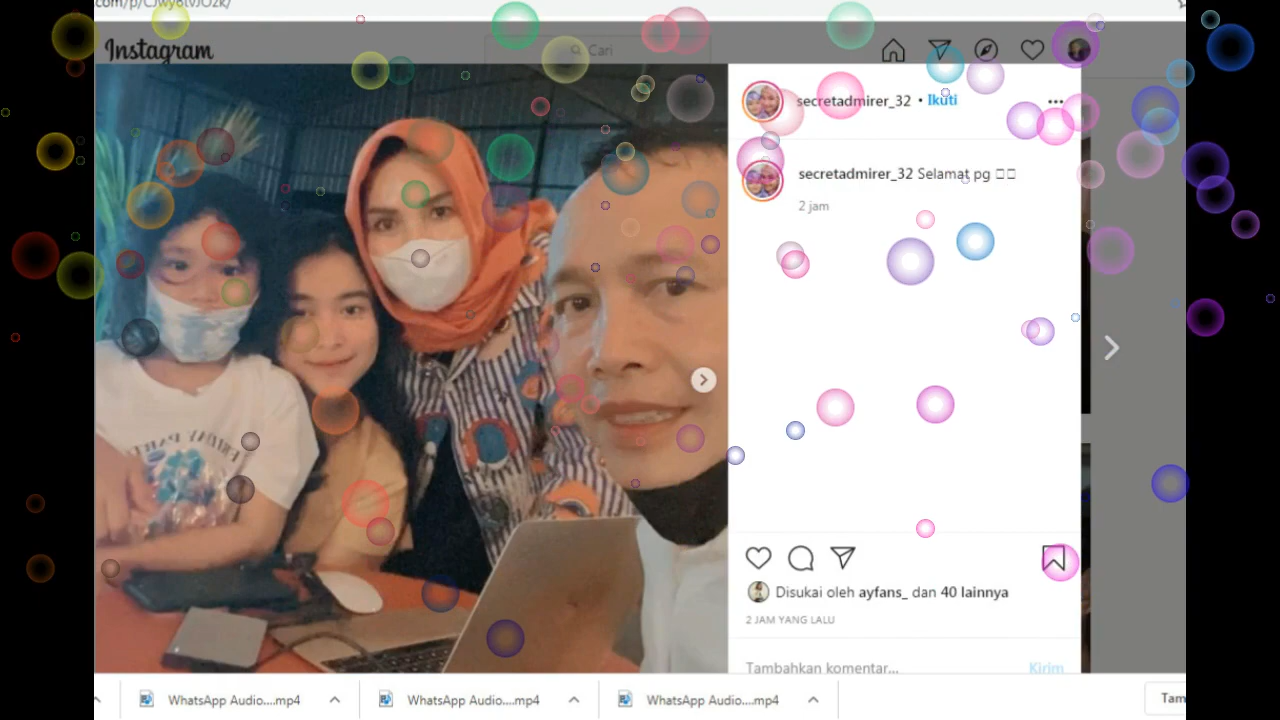 com/p/CJwyBlvJO2k/
Instagram
Cari
secretadmirer_32 • Ikuti
secretadmirer_32 Selamat pg
2 jam
Disukai oleh ayfans_ dan 40 lainnya
2 JAM YANG LALU
Tambahkan komentar... Kirim
WhatsApp Audio....mp4
WhatsApp Audio....mp4
WhatsApp Audio....mp4
Tam